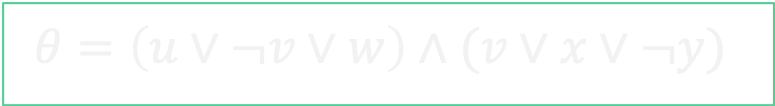 θ = (u ∨ ¬v ∨ w) ∧ (v ∨ x ∨ ¬y)